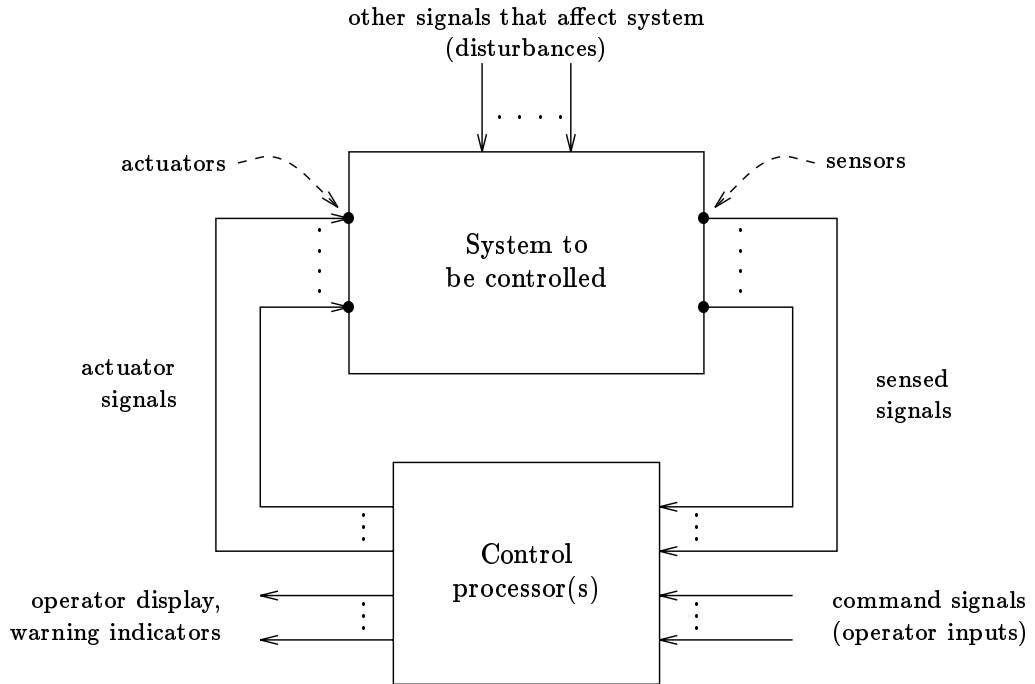 other signals that affect system
(disturbances)
actuators
sensors
System to
be controlled
actuator
signals
sensed
signals
Control
processor(s)
operator display,
warning indicators
command signals
(operator inputs)